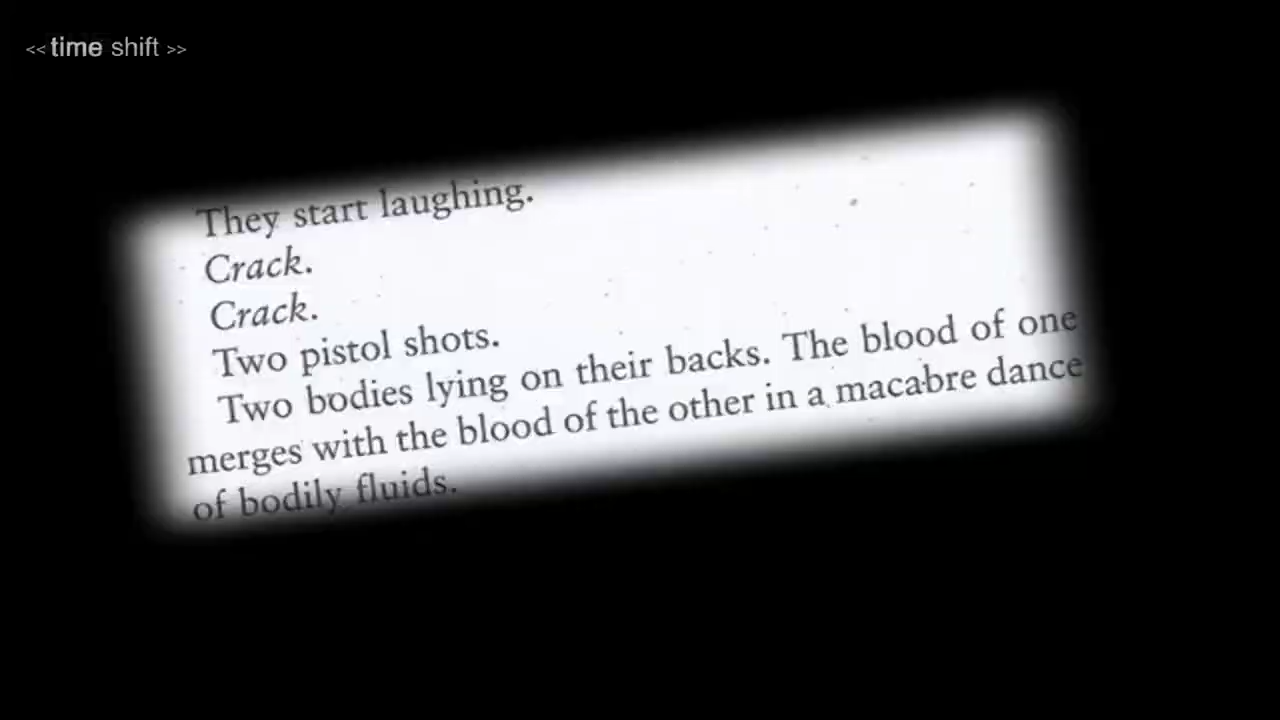 << time shift >>
They start laughing.
Crack.
Crack.
Two pistol shots.
Two bodies lying on their backs. The blood of one
merges with the blood of the other in a macabre dance
of bodily fluids.